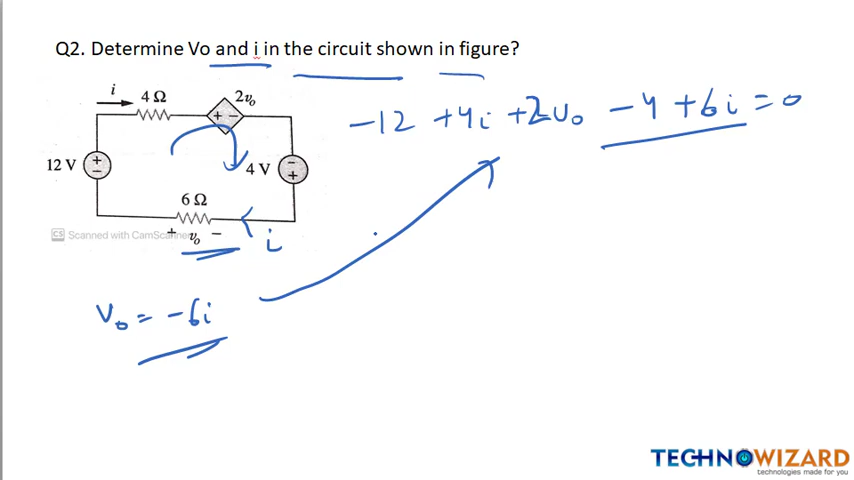 Q2. Determine Vo and i in the circuit shown in figure?
i
4 Ω
2v₀
+ −
12 V
+
−
4 V
−
+
6 Ω
+ v₀ −
i
CS Scanned with CamScanner
-12 +4i +2v₀ -4 +6i = 0
v₀ = -6i
TECHNOWIZARD
technologies made for you